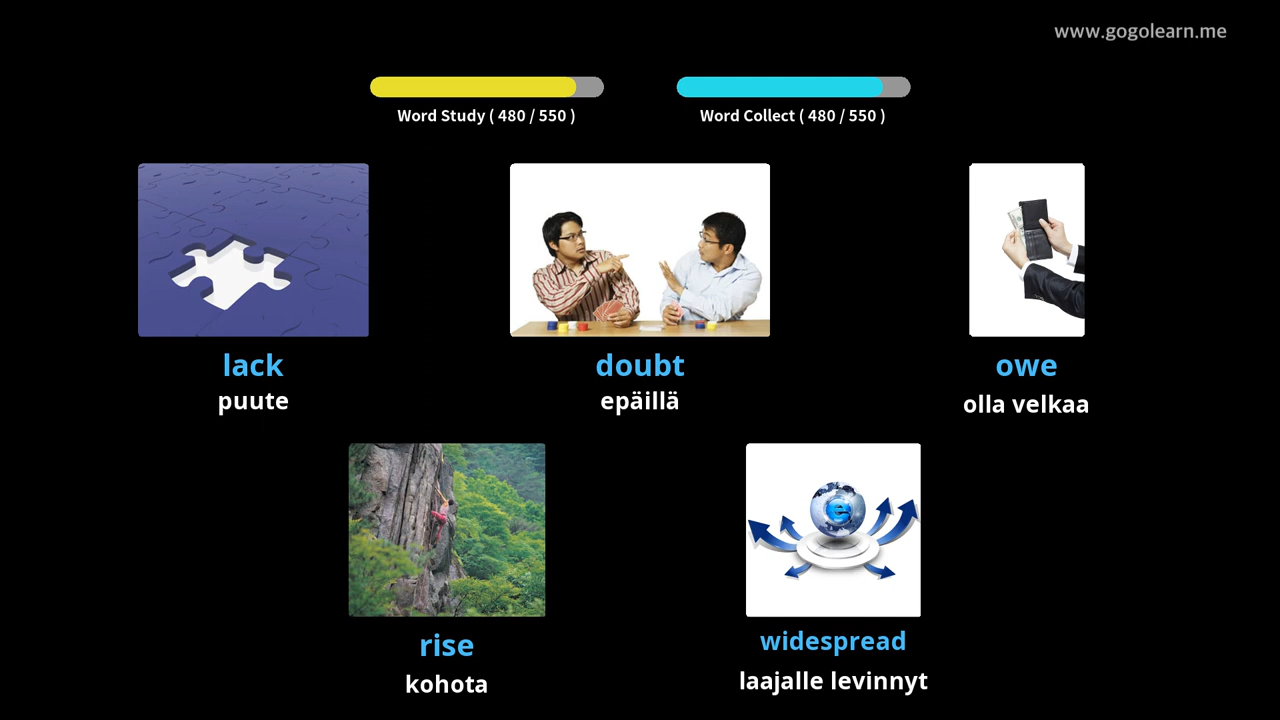 www.gogolearn.me
Word Study ( 480 / 550 )
Word Collect ( 480 / 550 )
lack
puute
doubt
epäillä
owe
olla velkaa
e
rise
kohota
widespread
laajalle levinnyt